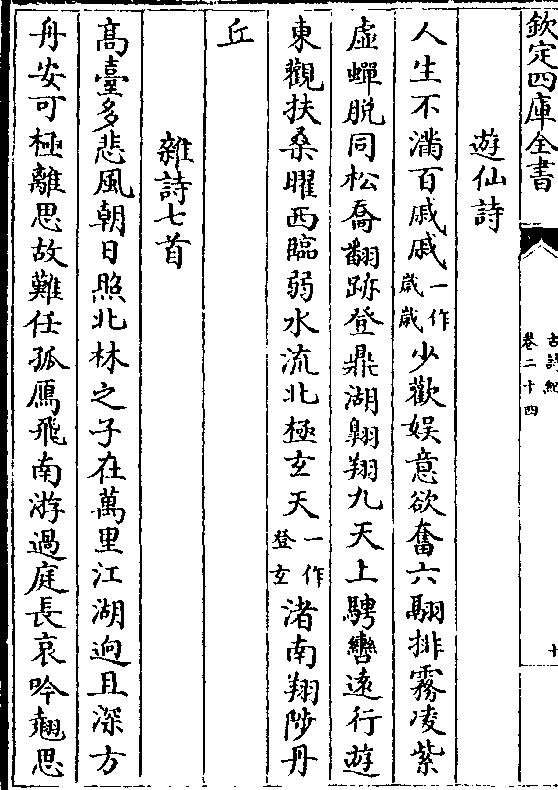 欽定四庫全書
古詩紀
卷二十四
十
遊仙詩
人生不滿百戚戚一作歲歲少歡娯意欲奮六翮排霧凌紫
虛蟬脱同松喬翻跡登鼎湖翺翔九天上騁轡遠行遊
東觀扶桑曜西臨弱水流北極玄天一作登玄渚南翔陟丹
丘
雜詩七首
髙臺多悲風朝日照北林之子在萬里江湖迥且深方
舟安可極離思故難任孤鴈飛南游過庭長哀吟翹思